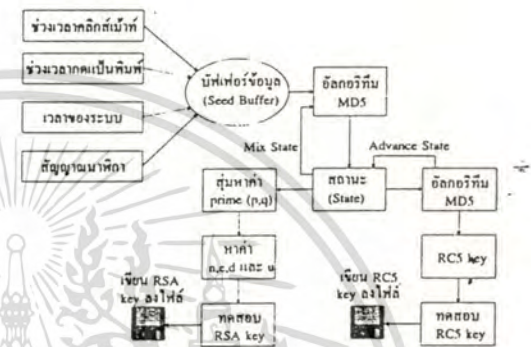 ช่วงเวลาคลิกส์เม้าท์
ช่วงเวลากดแป้นพิมพ์
เวลาของระบบ
สัญญาณนาฬิกา
บัฟเฟอร์ข้อมูล
(Seed Buffer)
อัลกอริทึม
MD5
Mix State
Advance State
สุ่มหาค่า
prime (p,q)
สถานะ
(State)
อัลกอริทึม
MD5
หาค่า
n,e,d และ u
RC5 key
เขียน RSA
key ลงไฟล์
ทดสอบ
RSA key
เขียน RC5
key ลงไฟล์
ทดสอบ
RC5 key